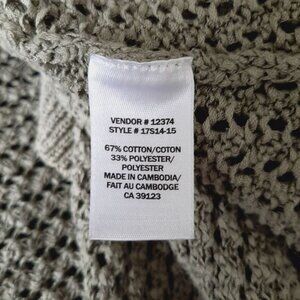 VENDOR # 12374
STYLE # 17S14-15
67% COTTON/COTON
33% POLYESTER/
POLYESTER
MADE IN CAMBODIA/
FAIT AU CAMBODGE
CA 39123